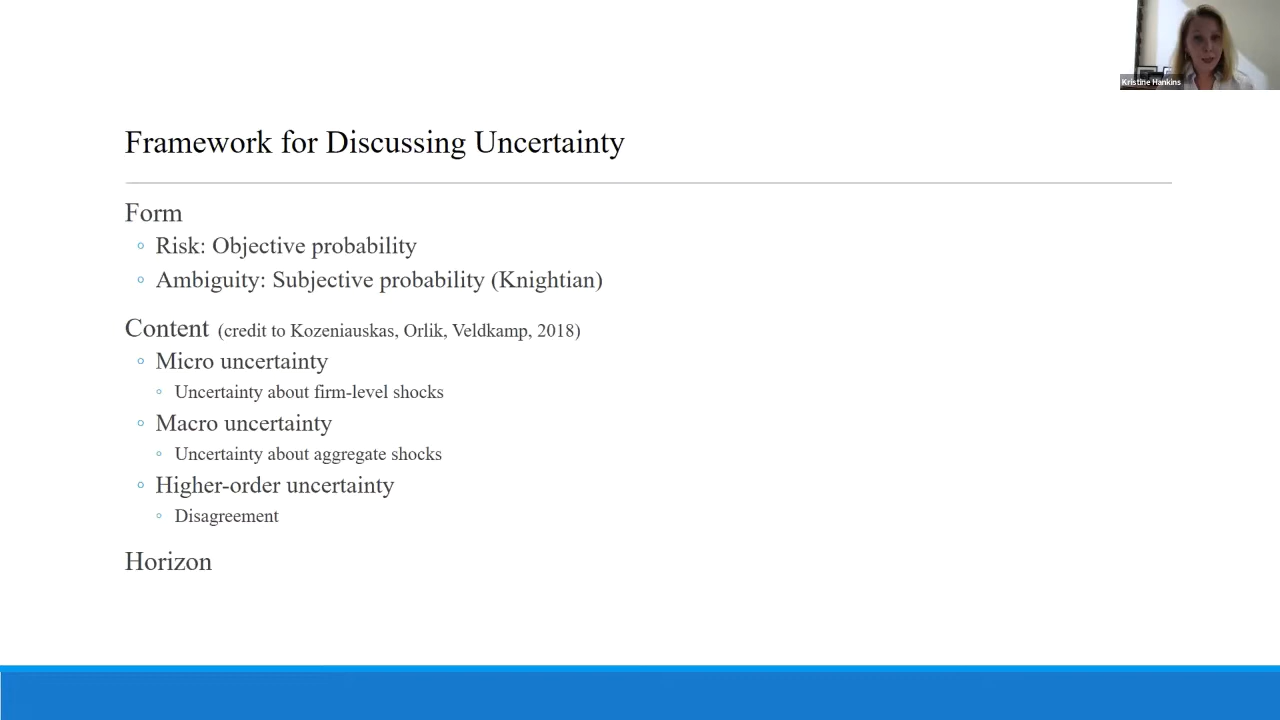 Kristine Hankins
Framework for Discussing Uncertainty
Form
◦ Risk: Objective probability
◦ Ambiguity: Subjective probability (Knightian)
Content (credit to Kozeniauskas, Orlik, Veldkamp, 2018)
◦ Micro uncertainty
◦ Uncertainty about firm-level shocks
◦ Macro uncertainty
◦ Uncertainty about aggregate shocks
◦ Higher-order uncertainty
◦ Disagreement
Horizon